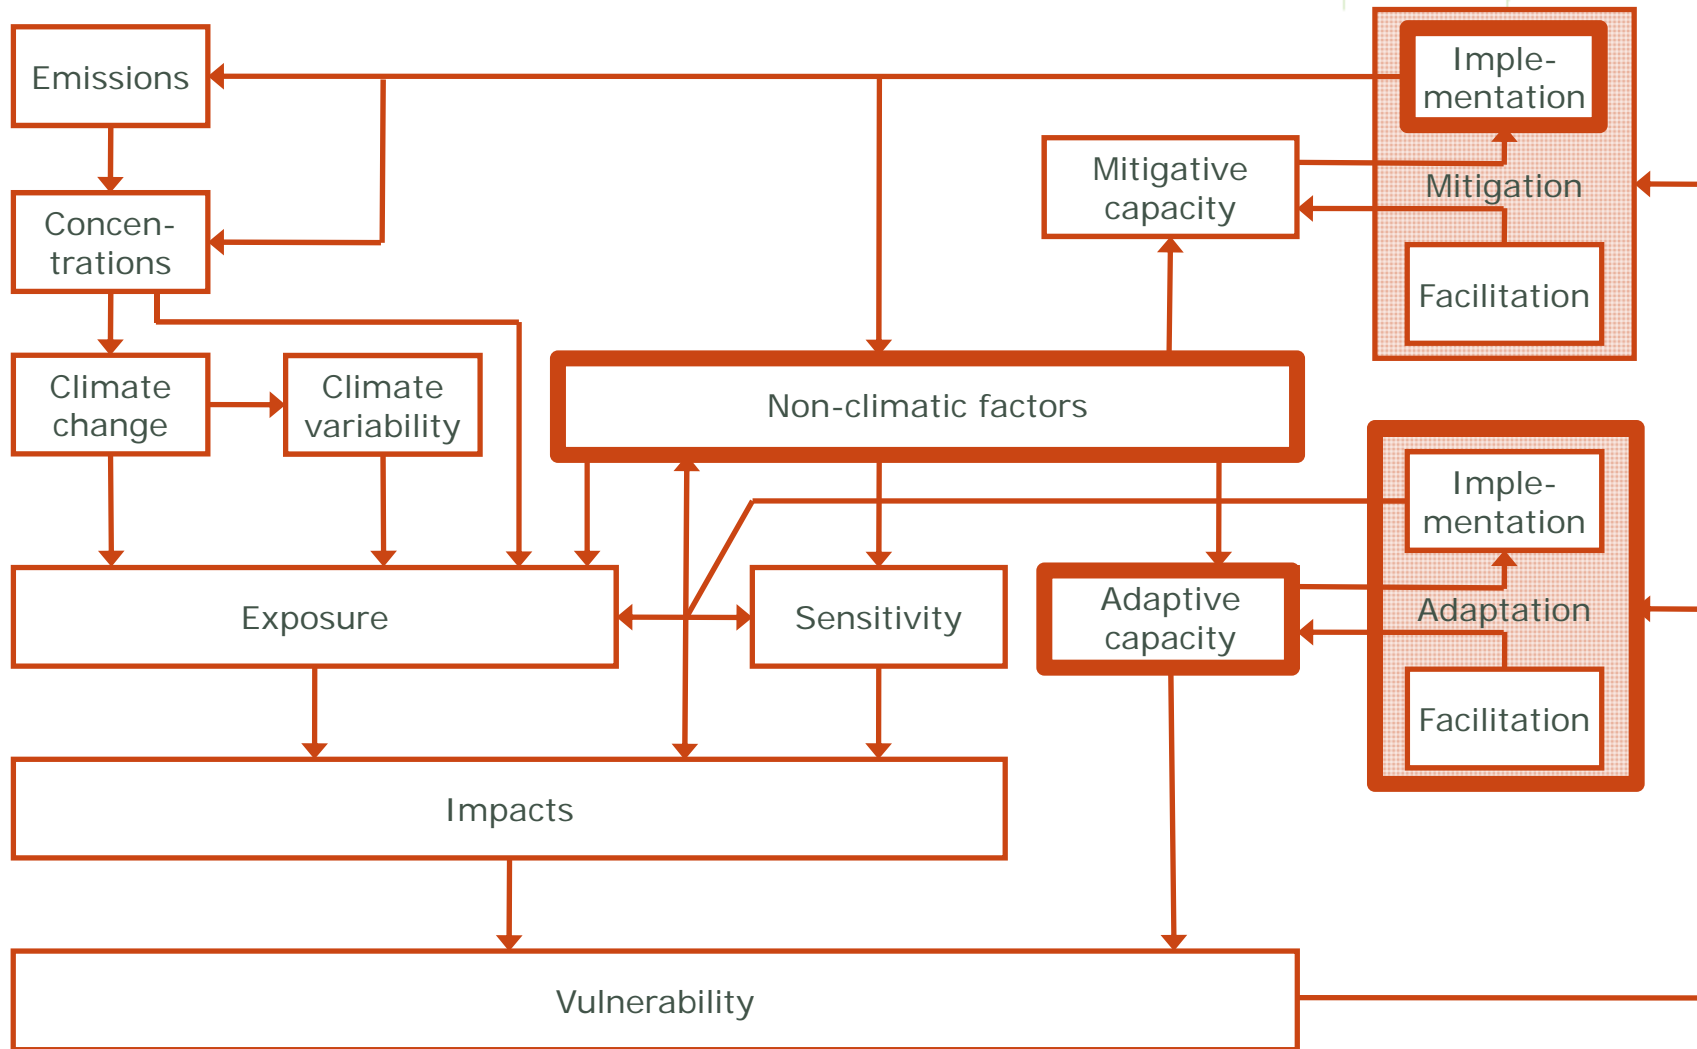 Emissions
Imple-
mentation
Mitigative
capacity
Mitigation
Concen-
trations
Facilitation
Climate
change
Climate
variability
Non-climatic factors
Imple-
mentation
Exposure
Sensitivity
Adaptive
capacity
Adaptation
Facilitation
Impacts
Vulnerability